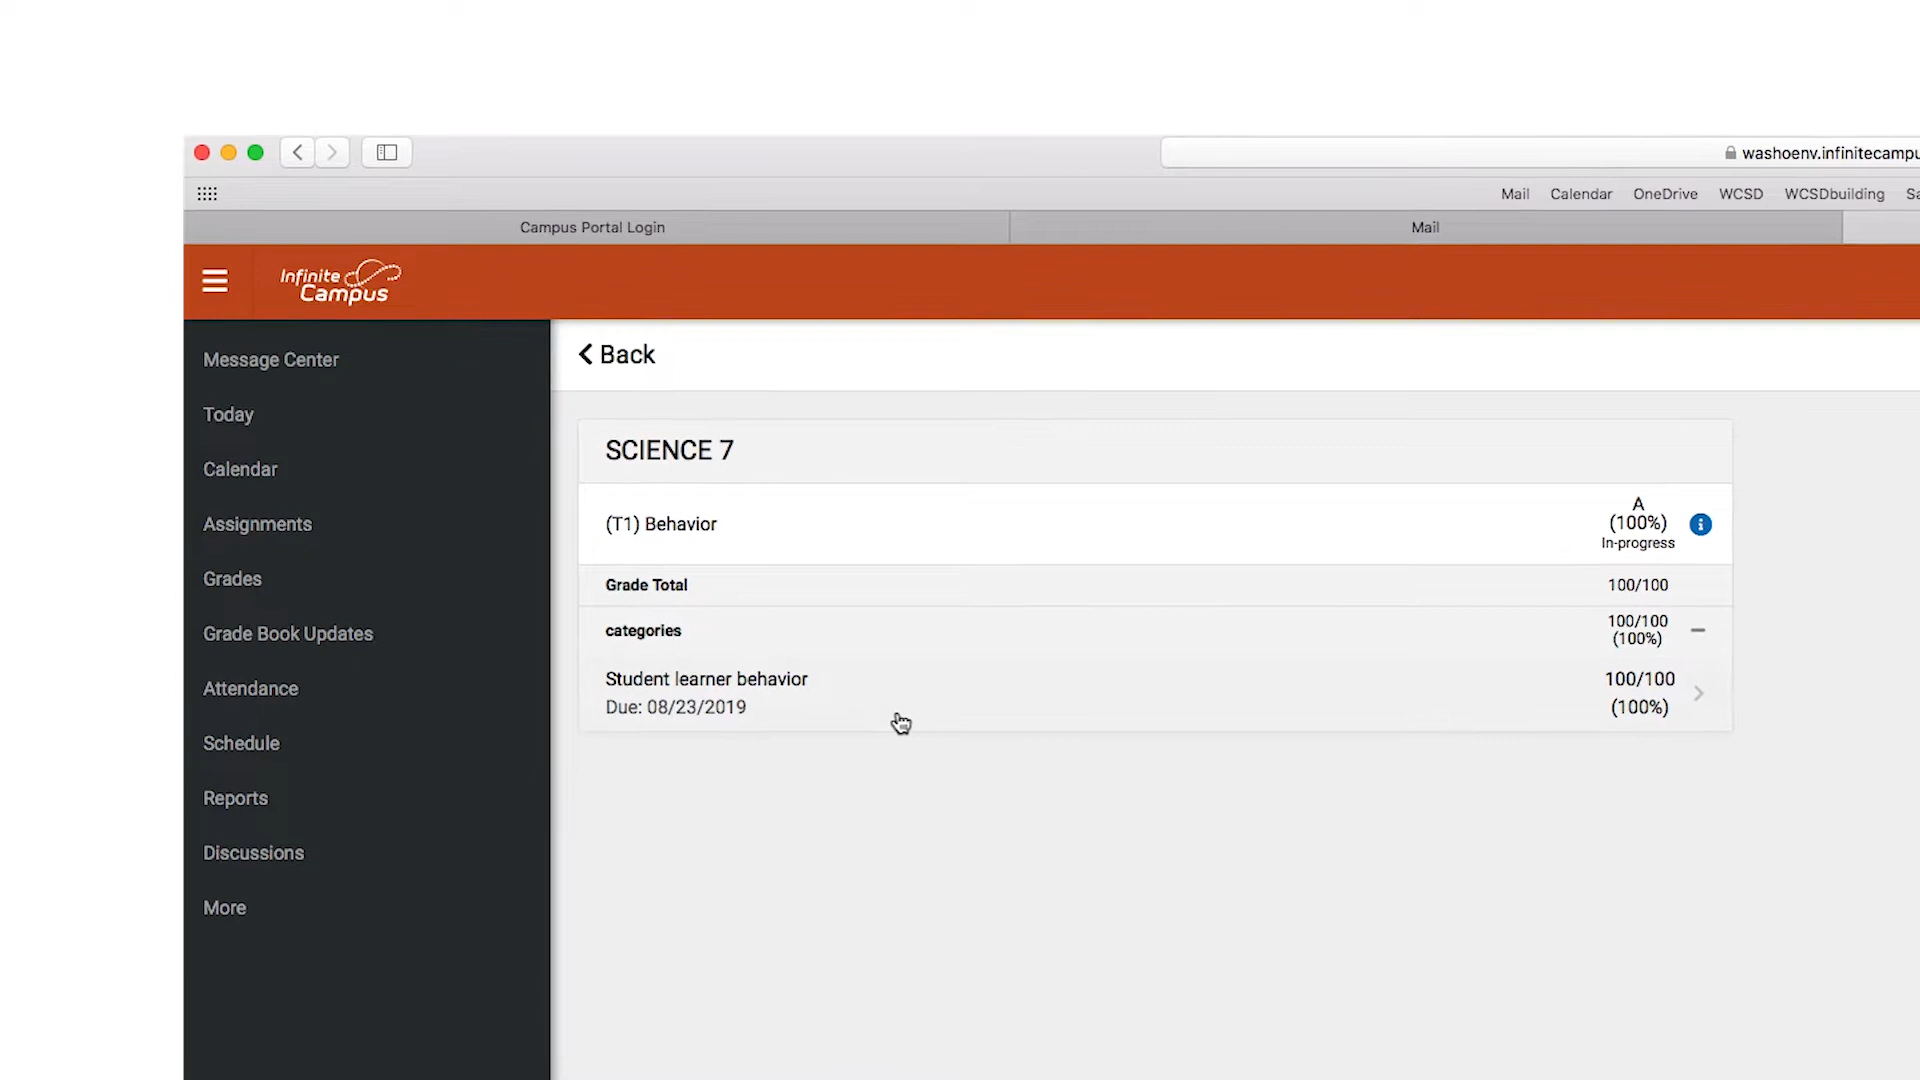 washoenv.infinitecampu
Mail Calendar OneDrive WCSD WCSDbuilding Sa
Campus Portal Login Mail
Infinite
Campus
Message Center
Today
Calendar
Assignments
Grades
Grade Book Updates
Attendance
Schedule
Reports
Discussions
More
Back
SCIENCE 7
(T1) Behavior
A
(100%)
In-progress
Grade Total 100/100
categories 100/100
(100%)
Student learner behavior 100/100
Due: 08/23/2019 (100%)